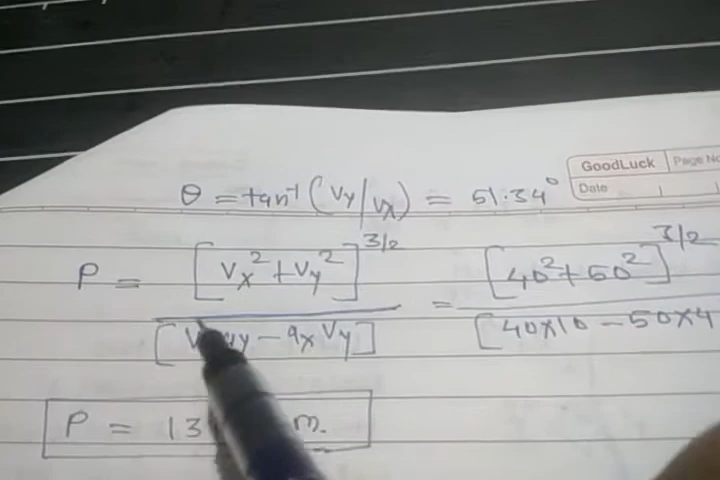 GoodLuck Page No
Date
θ = tan⁻¹ (Vy/Vx) = 51.34°
P = [Vx² + Vy²]^3/2 = [40² + 50²]^3/2
[V ay - ax Vy] [40×10 - 50×4
P = 13 m.